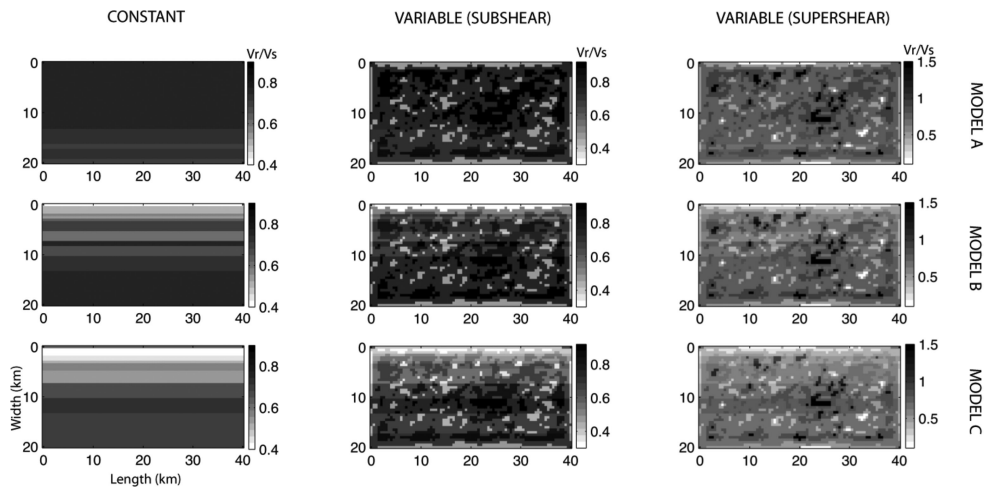 CONSTANT VARIABLE (SUBSHEAR) VARIABLE (SUPERSHEAR)
Vr/Vs Vr/Vs Vr/Vs
0 10 20
0 10 20 30 40
0.8 0.6 0.4
0 10 20
0 10 20 30 40
0.8 0.6 0.4
0 10 20
0 10 20 30 40
1.5 1 0.5
MODEL A
0 10 20
0 10 20 30 40
0.8 0.6 0.4
0 10 20
0 10 20 30 40
0.8 0.6 0.4
0 10 20
0 10 20 30 40
1.5 1 0.5
MODEL B
Width (km)
0 10 20
0 10 20 30 40
Length (km)
0.8 0.6 0.4
0 10 20
0 10 20 30 40
0.8 0.6 0.4
0 10 20
0 10 20 30 40
1.5 1 0.5
MODEL C